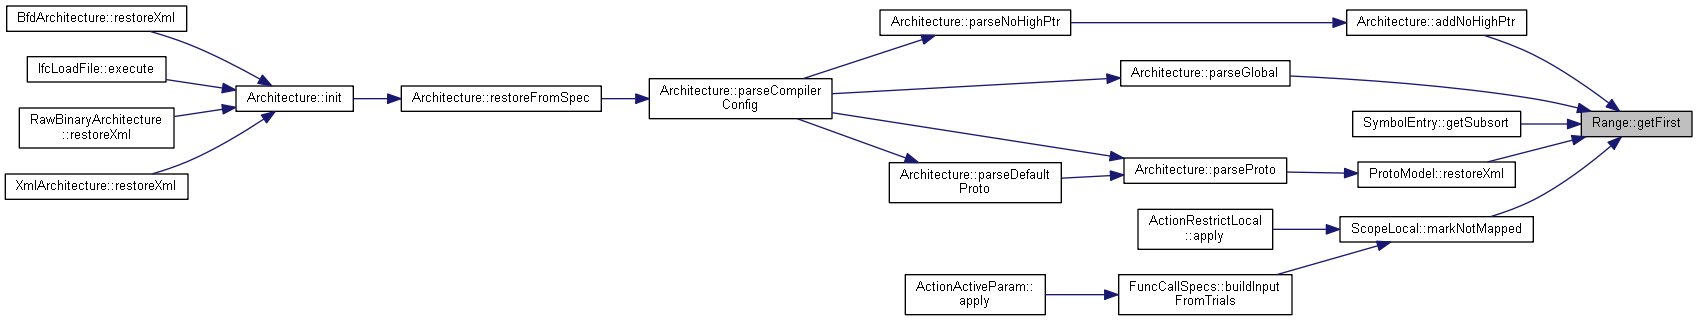 BfdArchitecture::restoreXml
IfcLoadFile::execute
RawBinaryArchitecture
::restoreXml
XmlArchitecture::restoreXml
Architecture::init
Architecture::restoreFromSpec
Architecture::parseCompiler
Config
Architecture::parseNoHighPtr
Architecture::parseDefault
Proto
ActionActiveParam::
apply
Architecture::parseGlobal
Architecture::parseProto
ActionRestrictLocal
::apply
FuncCallSpecs::buildInput
FromTrials
Architecture::addNoHighPtr
SymbolEntry::getSubsort
ProtoModel::restoreXml
ScopeLocal::markNotMapped
Range::getFirst